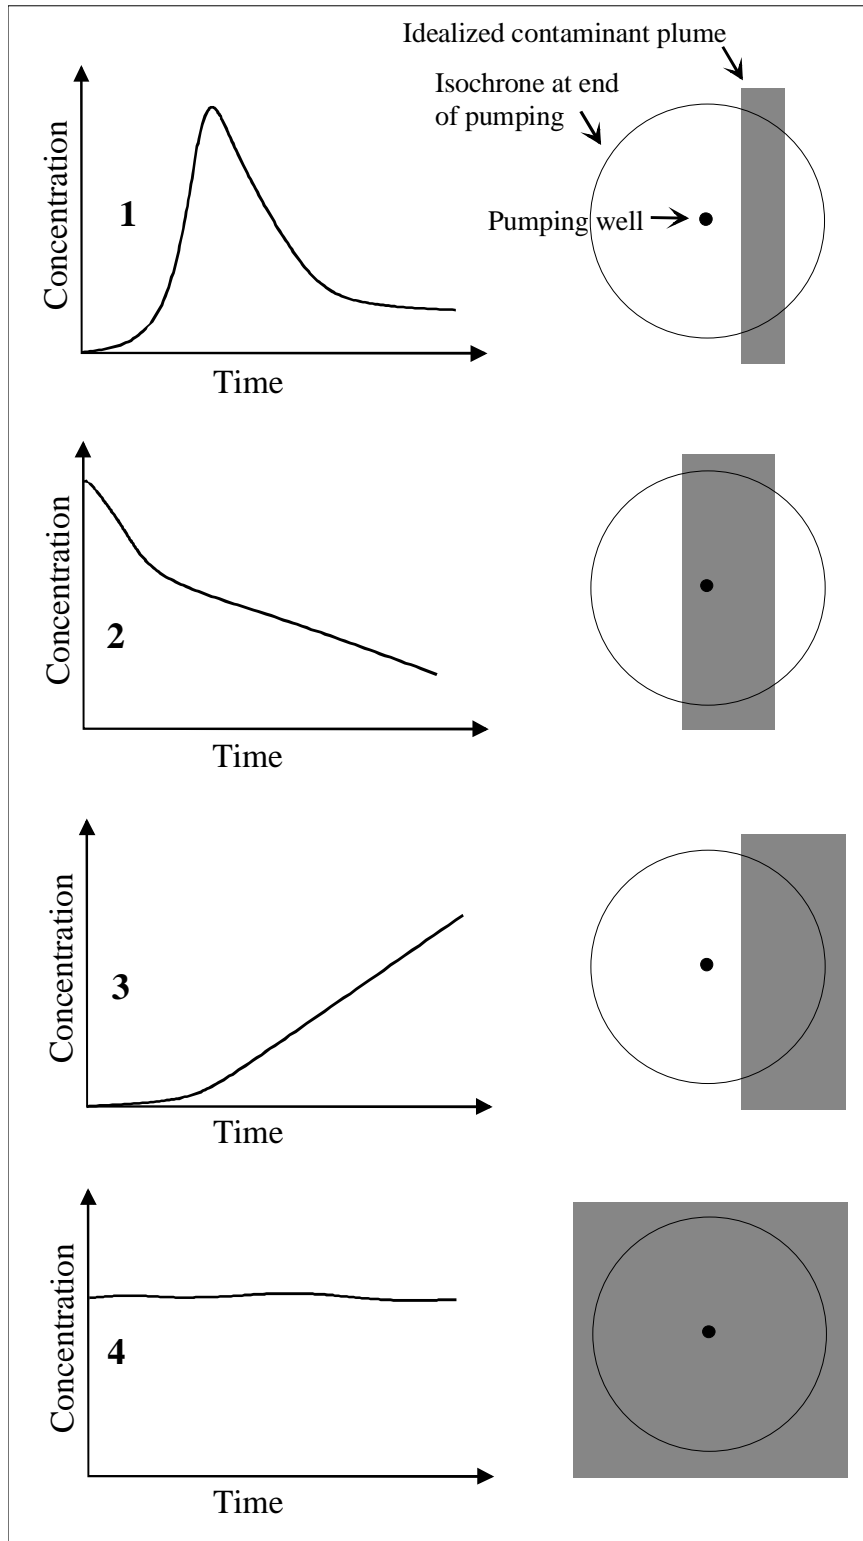 Idealized contaminant plume
Isochrone at end
of pumping
Concentration
1
Pumping well
Time
Concentration
2
Time
Concentration
3
Time
Concentration
4
Time